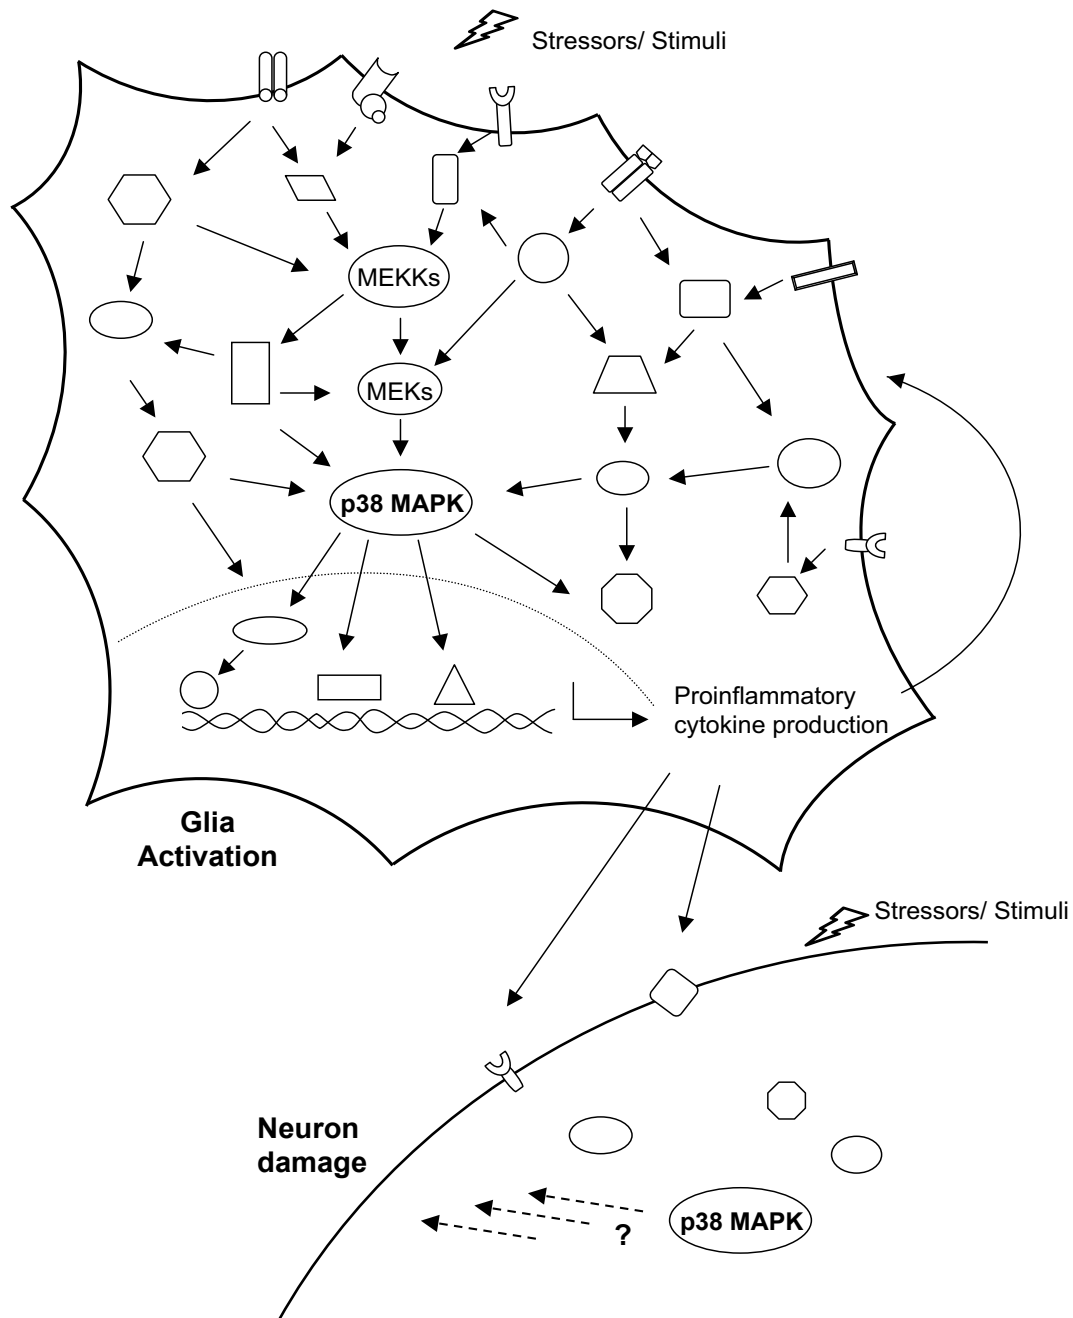 Stressors/ Stimuli
MEKKs
MEKs
p38 MAPK
Proinflammatory
cytokine production
Glia
Activation
Stressors/ Stimuli
Neuron
damage
p38 MAPK
?